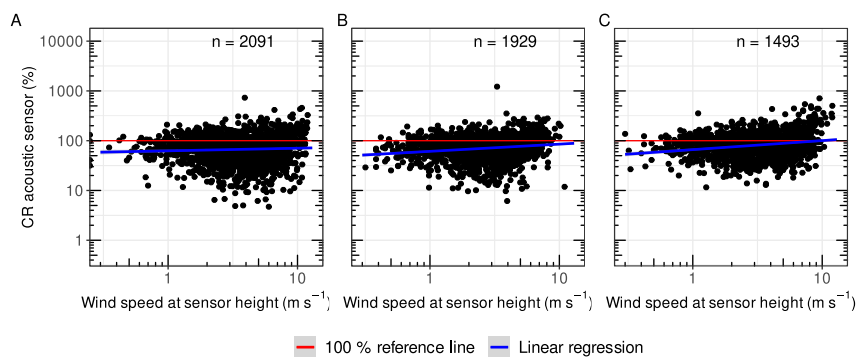 A
B
C
n = 2091
n = 1929
n = 1493
CR acoustic sensor (%)
10000
1000
100
10
1
1
10
1
10
1
10
Wind speed at sensor height (m s⁻¹)
Wind speed at sensor height (m s⁻¹)
Wind speed at sensor height (m s⁻¹)
100 % reference line
Linear regression